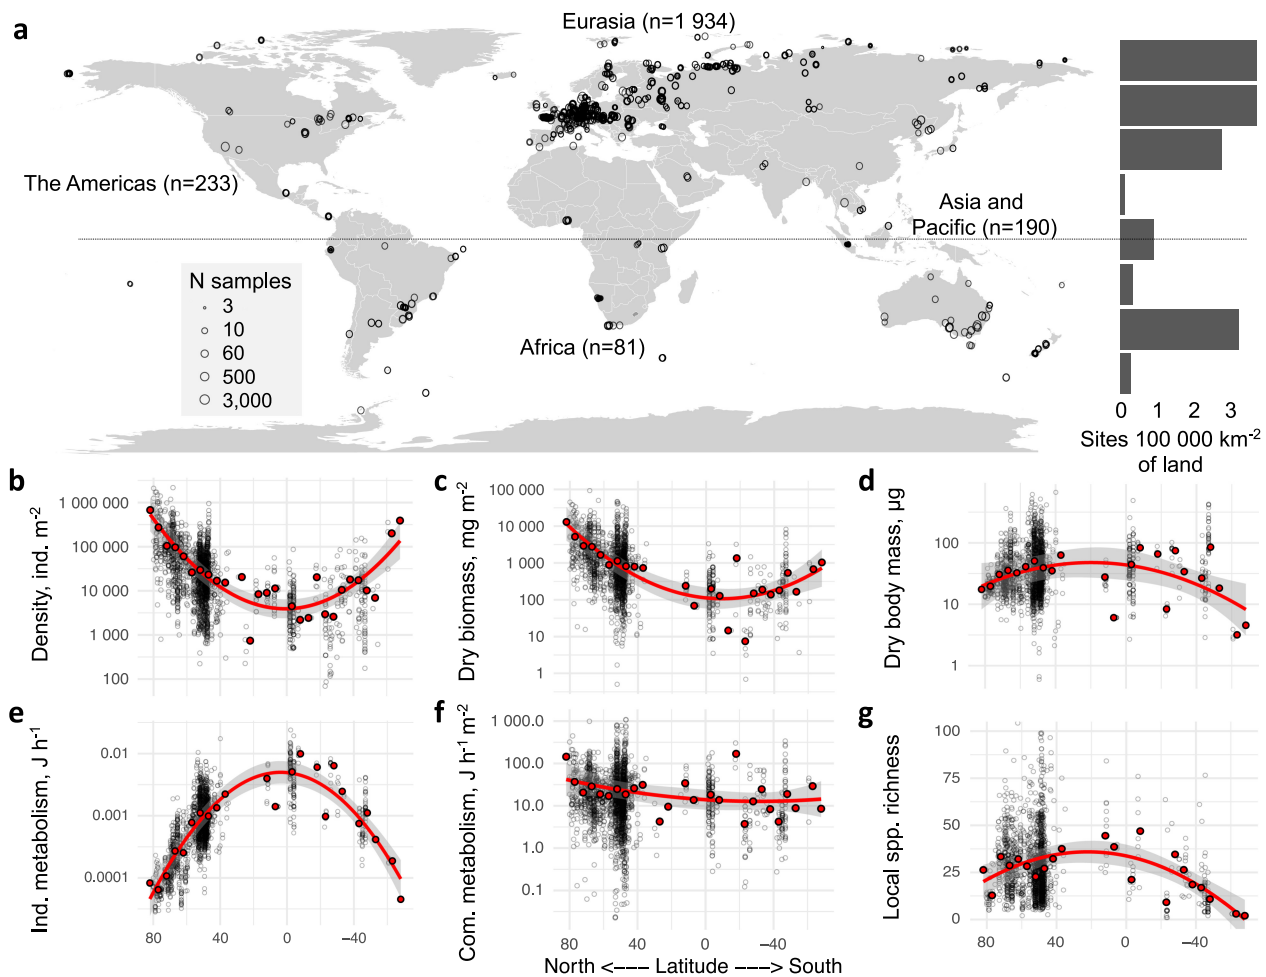 a
Eurasia (n=1 934)
The Americas (n=233)
Asia and
Pacific (n=190)
Africa (n=81)
N samples
3
10
60
500
3,000
0 1 2 3
Sites 100 000 km-2
of land
b
Density, ind. m-2
1 000 000
100 000
10 000
1 000
100
c
Dry biomass, mg m-2
100 000
10 000
1 000
100
10
1
d
Dry body mass, µg
100
10
1
e
Ind. metabolism, J h-1
0.01
0.001
0.0001
80 40 0 −40
f
Com. metabolism, J h-1 m-2
1 000.0
100.0
10.0
1.0
0.1
80 40 0 −40
g
Local spp. richness
100
75
50
25
0
80 40 0 −40
North <−−− Latitude −−−> South